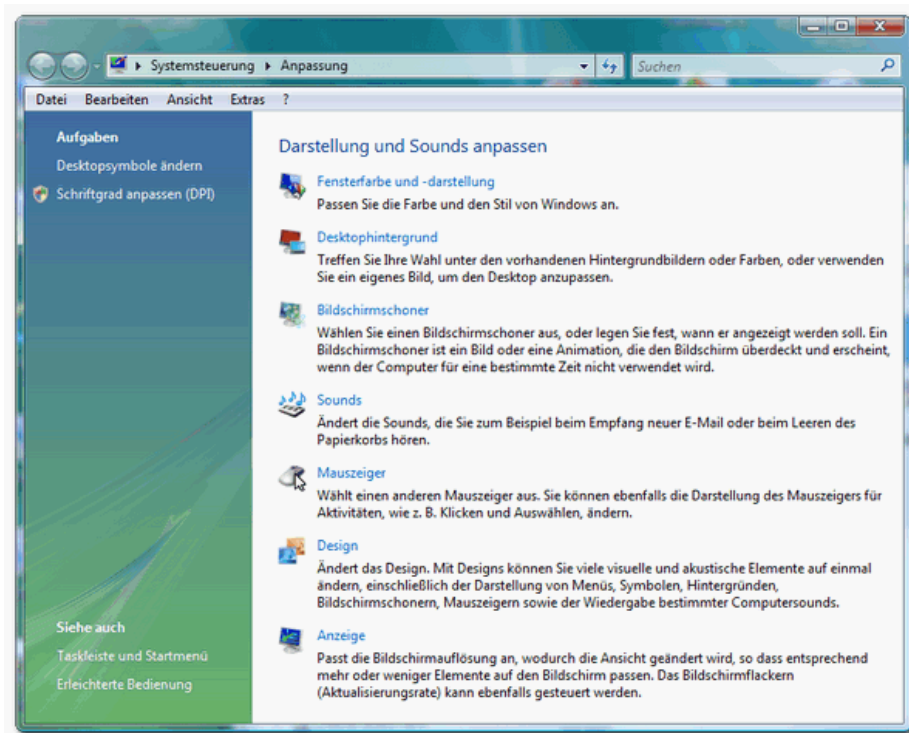 Systemsteuerung Anpassung Suchen
Datei Bearbeiten Ansicht Extras ?
Aufgaben
Desktopsymbole ändern
Schriftgrad anpassen (DPI)
Siehe auch
Taskleiste und Startmenü
Erleichterte Bedienung
Darstellung und Sounds anpassen
Fensterfarbe und -darstellung
Passen Sie die Farbe und den Stil von Windows an.
Desktophintergrund
Treffen Sie Ihre Wahl unter den vorhandenen Hintergrundbildern oder Farben, oder verwenden
Sie ein eigenes Bild, um den Desktop anzupassen.
Bildschirmschoner
Wählen Sie einen Bildschirmschoner aus, oder legen Sie fest, wann er angezeigt werden soll. Ein
Bildschirmschoner ist ein Bild oder eine Animation, die den Bildschirm überdeckt und erscheint,
wenn der Computer für eine bestimmte Zeit nicht verwendet wird.
Sounds
Ändert die Sounds, die Sie zum Beispiel beim Empfang neuer E-Mail oder beim Leeren des
Papierkorbs hören.
Mauszeiger
Wählt einen anderen Mauszeiger aus. Sie können ebenfalls die Darstellung des Mauszeigers für
Aktivitäten, wie z. B. Klicken und Auswählen, ändern.
Design
Ändert das Design. Mit Designs können Sie viele visuelle und akustische Elemente auf einmal
ändern, einschließlich der Darstellung von Menüs, Symbolen, Hintergründen,
Bildschirmschonern, Mauszeigern sowie der Wiedergabe bestimmter Computersounds.
Anzeige
Passt die Bildschirmauflösung an, wodurch die Ansicht geändert wird, so dass entsprechend
mehr oder weniger Elemente auf den Bildschirm passen. Das Bildschirmflackern
(Aktualisierungsrate) kann ebenfalls gesteuert werden.